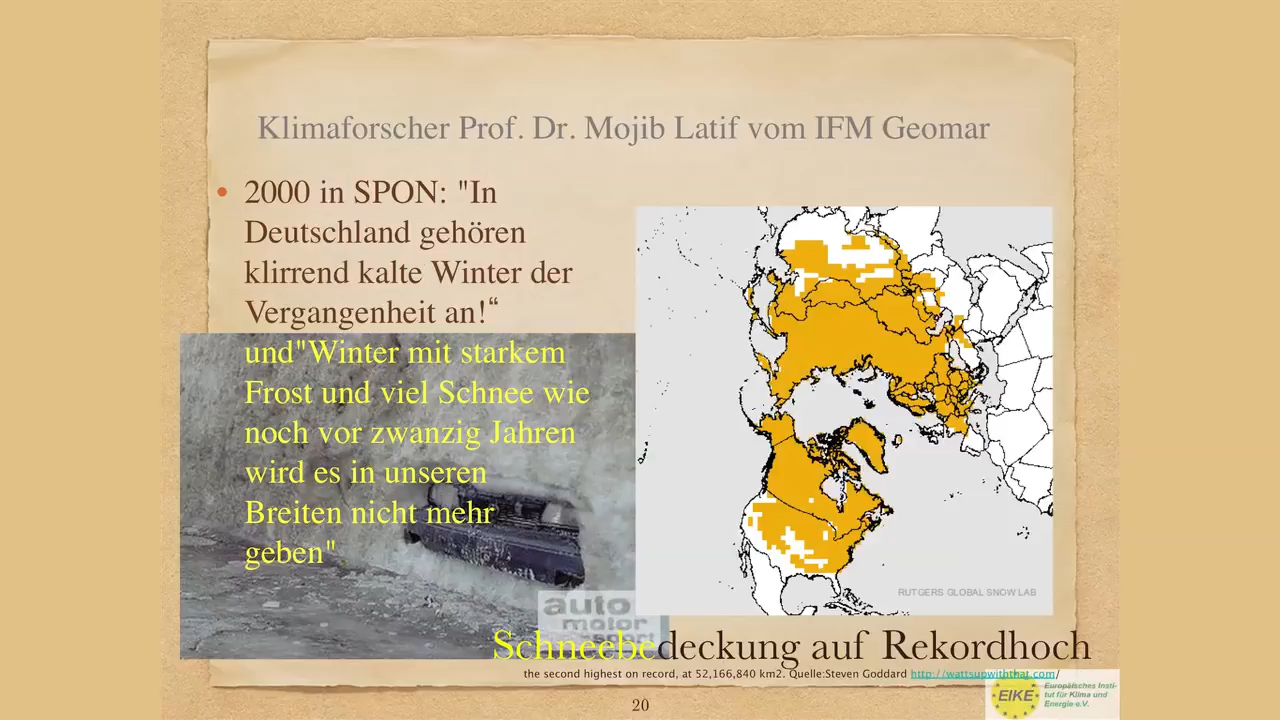 Klimaforscher Prof. Dr. Mojib Latif vom IFM Geomar
• 2000 in SPON: "In
Deutschland gehören
klirrend kalte Winter der
Vergangenheit an!“
und"Winter mit starkem
Frost und viel Schnee wie
noch vor zwanzig Jahren
wird es in unseren
Breiten nicht mehr
geben".
RUTGERS GLOBAL SNOW LAB
auto
motor
sport
Schneebedeckung auf Rekordhoch
the second highest on record, at 52,166,840 km2. Quelle:Steven Goddard http://wattsupwiththat.com/
EIKE
Europäisches Insti-
tut für Klima und
Energie e.V.
20